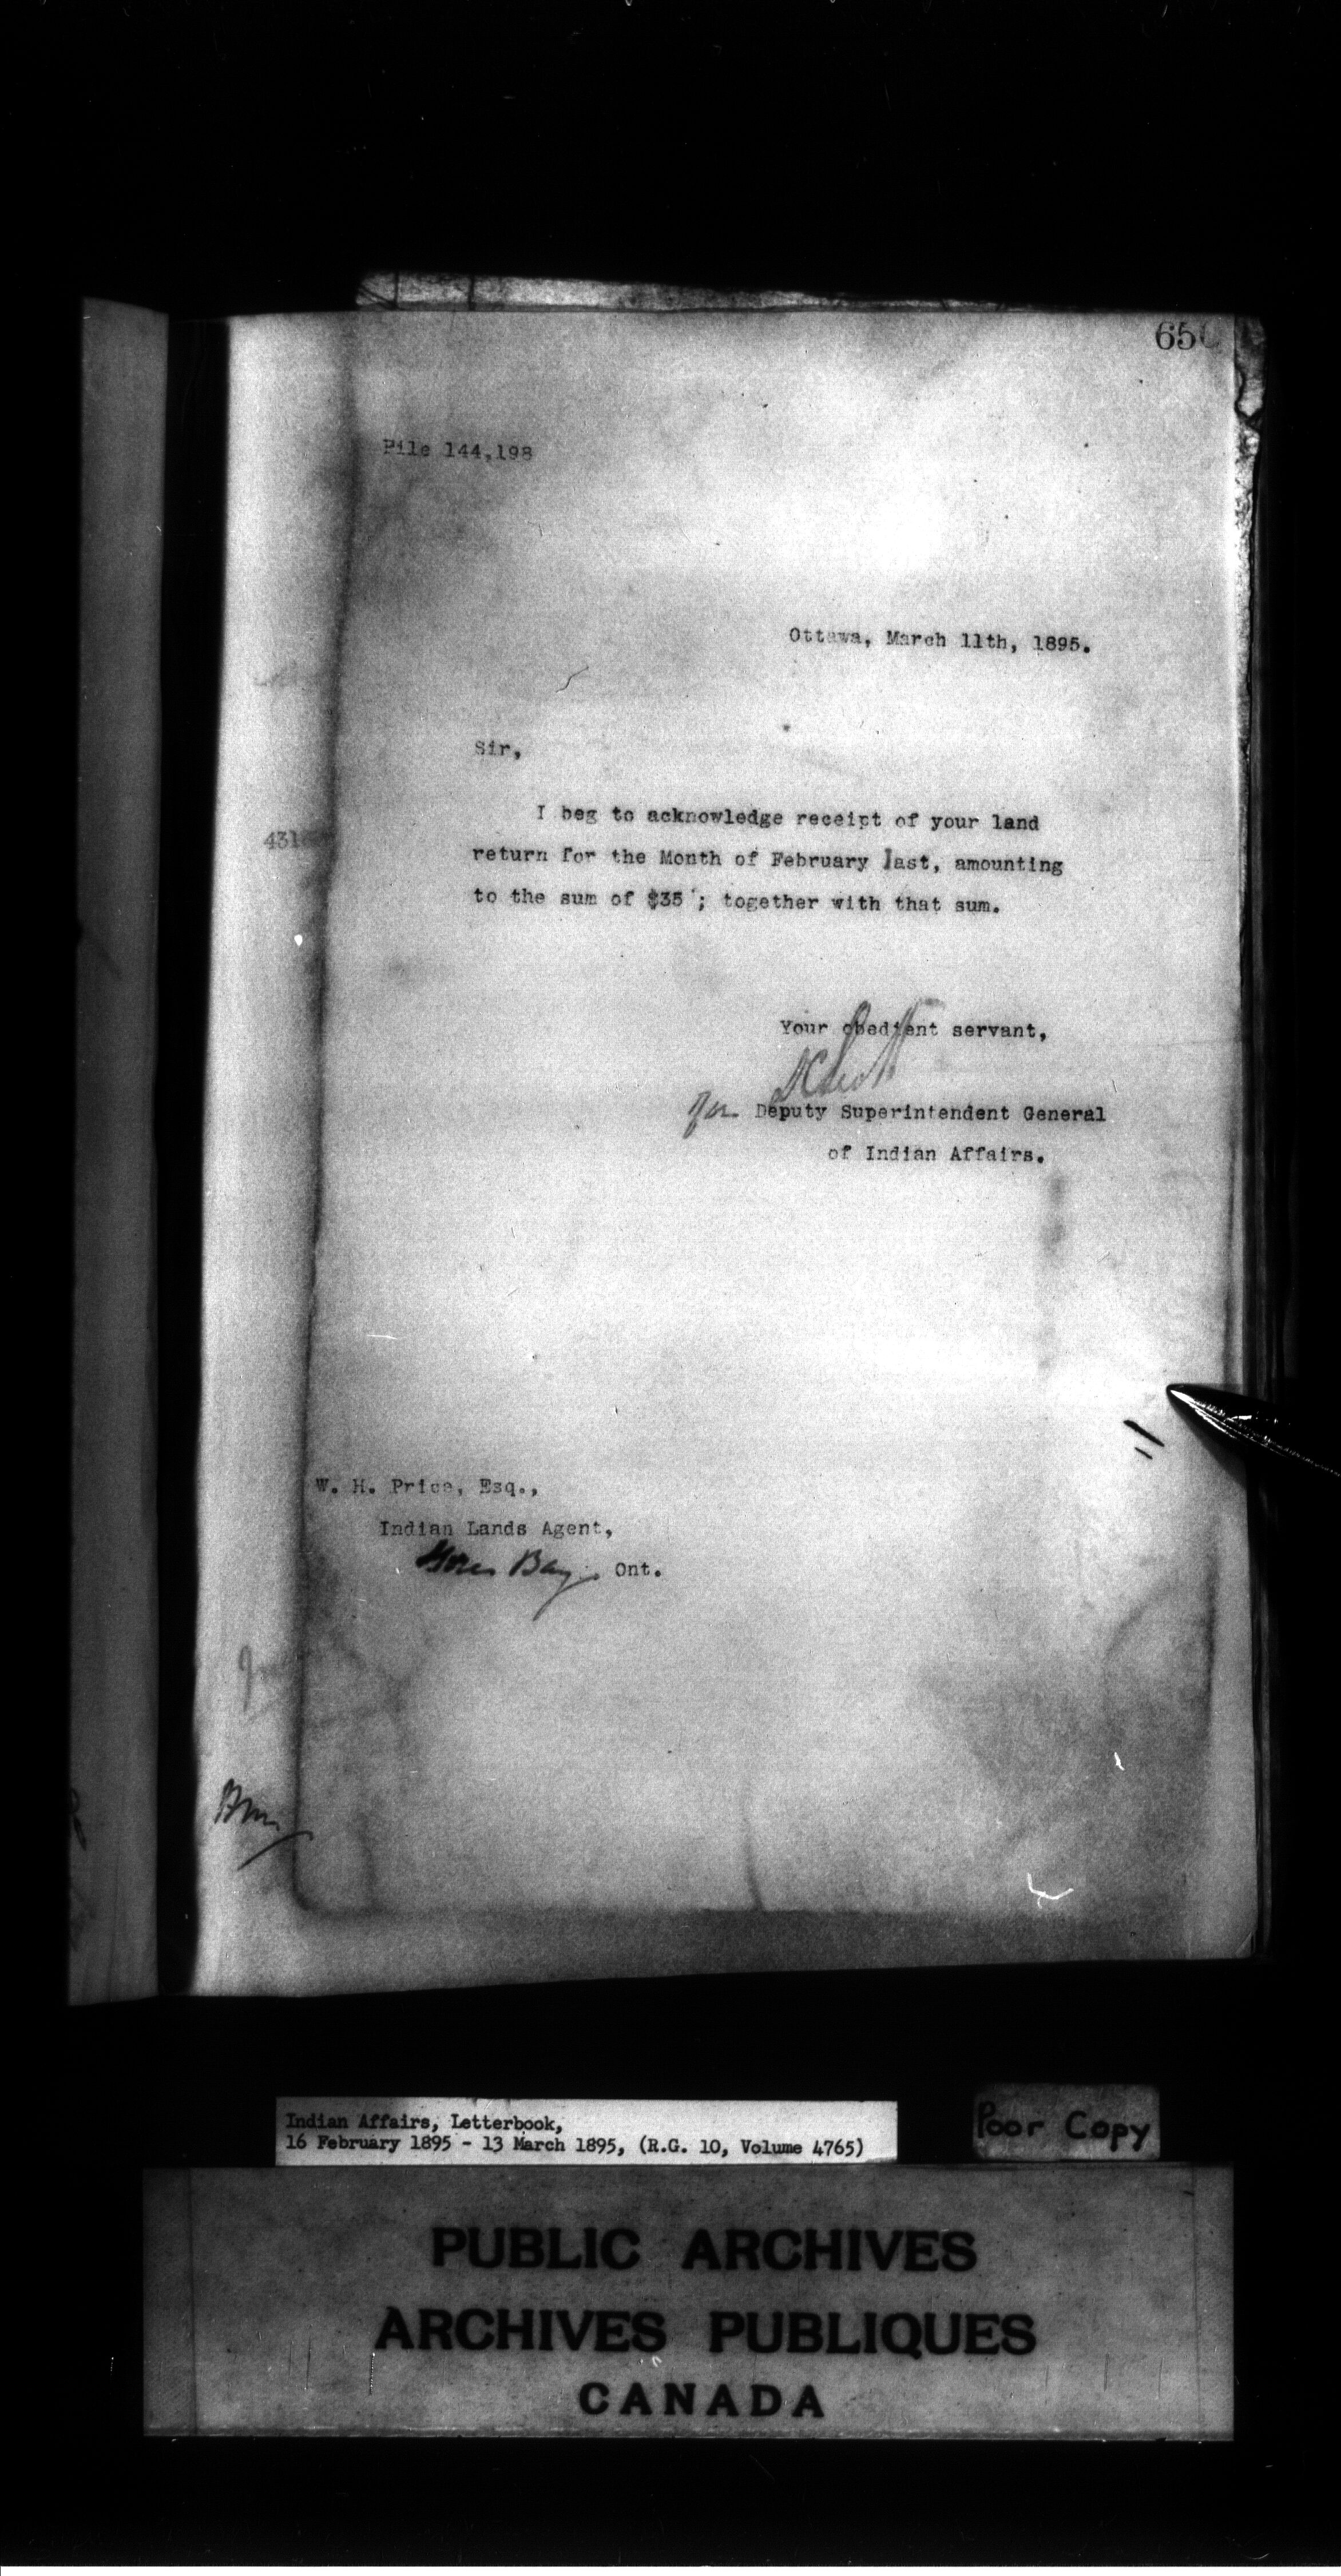 65
File 144,198
Ottawa, March 11th, 1895.
Sir,
I beg to acknowledge receipt of your land
return for the Month of February last, amounting
to the sum of $35 ; together with that sum.
Your obedient servant,
for Deputy Superintendent General
of Indian Affairs.
W. H. Price, Esq.,
Indian Lands Agent,
Gore Bay, Ont.
Indian Affairs, Letterbook,
16 February 1895 - 13 March 1895, (R.G. 10, Volume 4765)
Poor Copy
PUBLIC ARCHIVES
ARCHIVES PUBLIQUES
CANADA